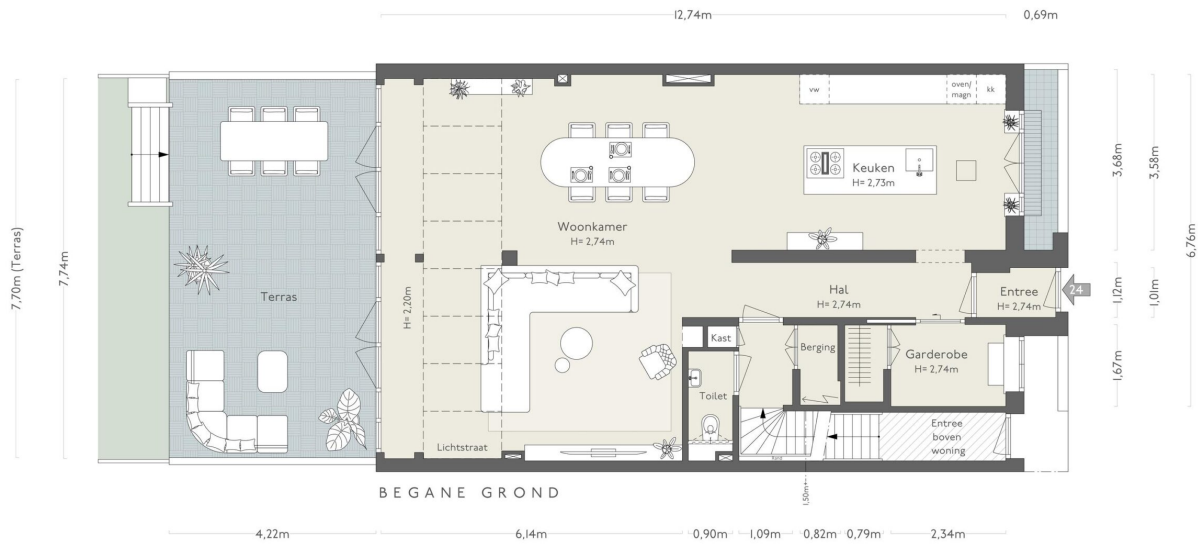 12,74m
0,69m
vw
oven/
magn
kk
Keuken
H= 2,73m
3,68m
3,58m
Woonkamer
H= 2,74m
7,70m (Terras)
7,74m
6,76m
Terras
H= 2,20m
Hal
H= 2,74m
Entree
H= 2,74m
24
1,12m
1,01m
Kast
Berging
Garderobe
H= 2,74m
1,67m
Toilet
Lichtstraat
Entree
boven
woning
1,50m+
BEGANE GROND
4,22m
6,14m
0,90m
1,09m
0,82m
0,79m
2,34m